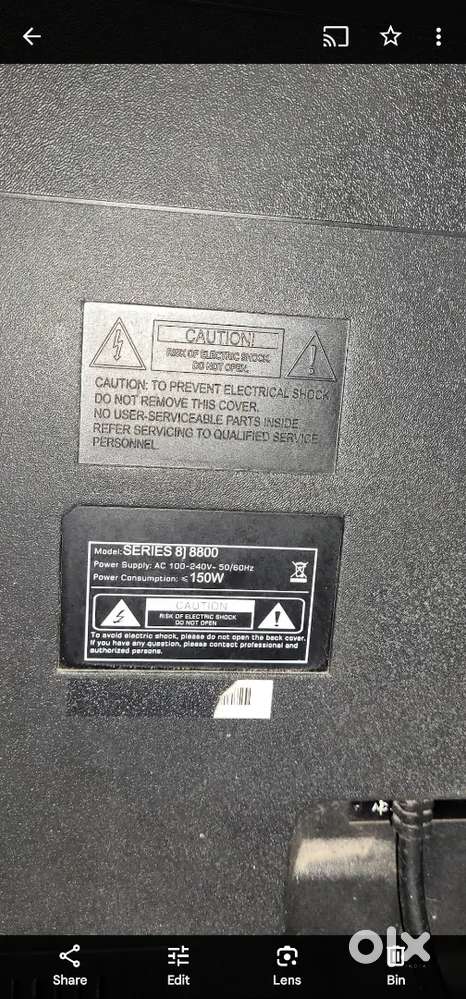 CAUTION!
RISK OF ELECTRIC SHOCK.
DO NOT OPEN.
CAUTION: TO PREVENT ELECTRICAL SHOCK
DO NOT REMOVE THIS COVER.
NO USER-SERVICEABLE PARTS INSIDE
REFER SERVICING TO QUALIFIED SERVICE
PERSONNEL
Model: SERIES 8] 8800
Power Supply: AC 100-240V~ 50/60Hz
Power Consumption: ≤ 150W
CAUTION
RISK OF ELECTRIC SHOCK
DO NOT OPEN
To avoid electric shock, please do not open the back cover.
If you have any question, please contact professional and
authorized persons.
olx
INDIA
Share Edit Lens Bin